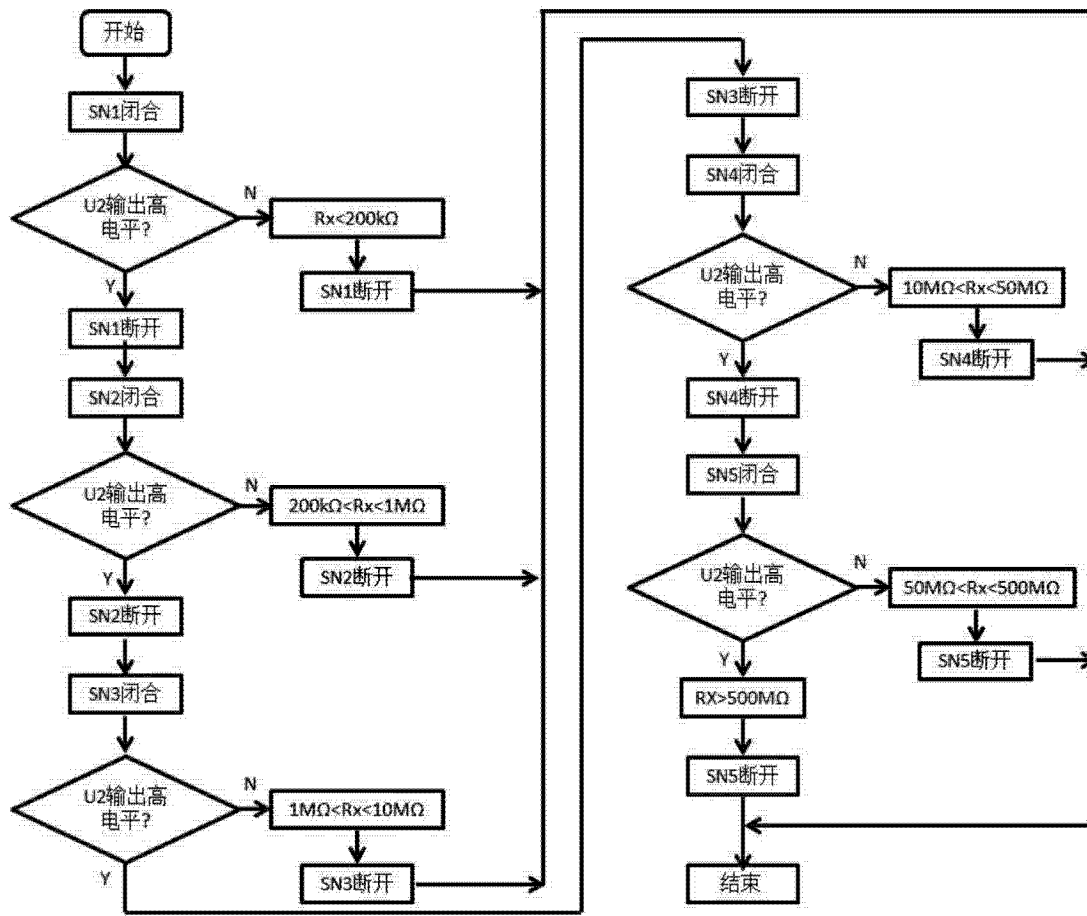 开始
SN1闭合
U2输出高
电平?
N
Rx<200kΩ
SN1断开
Y
SN1断开
SN2闭合
U2输出高
电平?
N
200kΩ<Rx<1MΩ
SN2断开
Y
SN2断开
SN3闭合
U2输出高
电平?
N
1MΩ<Rx<10MΩ
SN3断开
Y
SN3断开
SN4闭合
U2输出高
电平?
N
10MΩ<Rx<50MΩ
SN4断开
Y
SN4断开
SN5闭合
U2输出高
电平?
N
50MΩ<Rx<500MΩ
SN5断开
Y
RX>500MΩ
SN5断开
结束